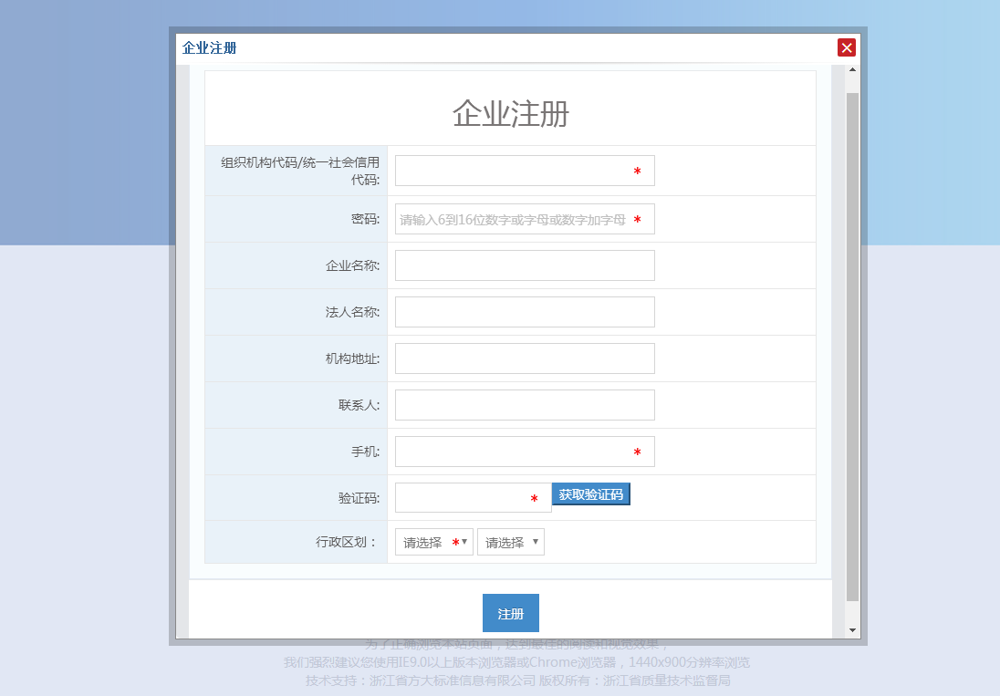 企业注册
企业注册
组织机构代码/统一社会信用
代码:
*
密码:
请输入6到16位数字或字母或数字加字母 *
企业名称:
法人名称:
机构地址:
联系人:
手机:
*
验证码:
* 获取验证码
行政区划：
请选择 * 请选择
注册
为了正确浏览本站页面，达到最佳的阅读和视觉效果，
我们强烈建议您使用IE9.0以上版本浏览器或Chrome浏览器，1440x900分辨率浏览
技术支持：浙江省方大标准信息有限公司 版权所有：浙江省质量技术监督局